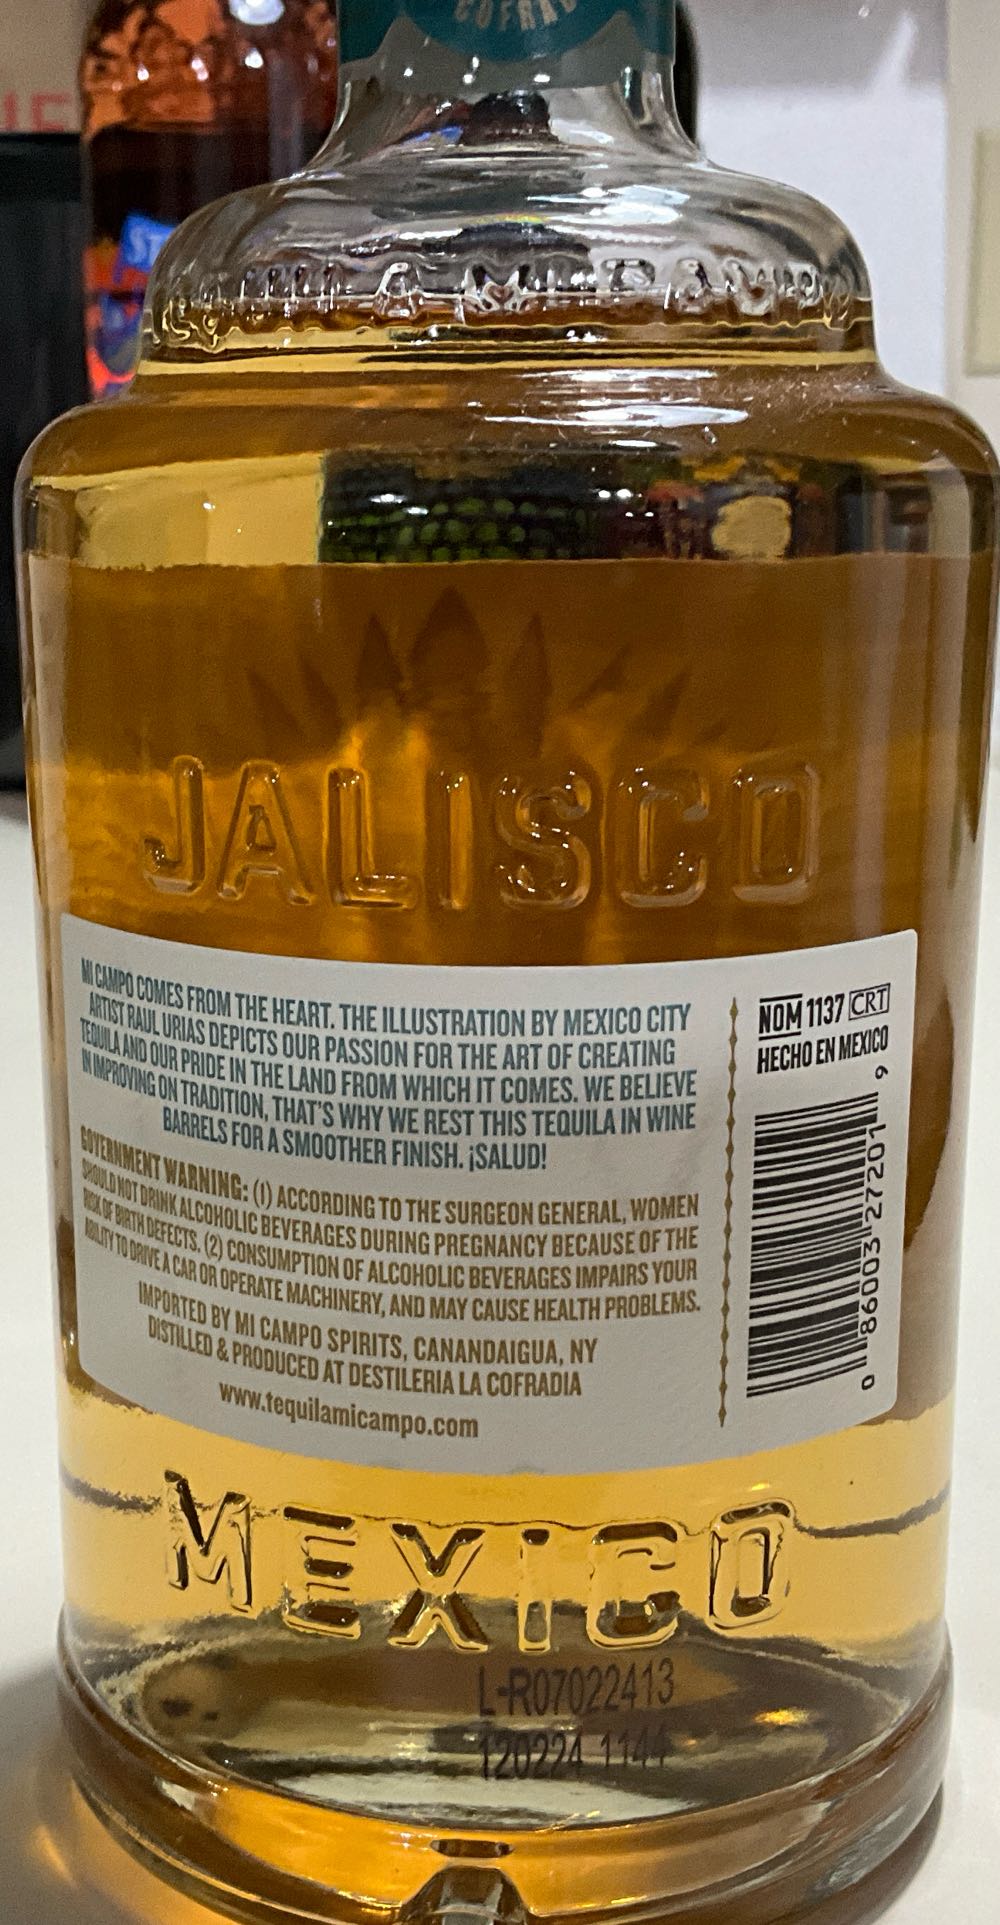 COFRAD
ST
JALISCO
MI CAMPO COMES FROM THE HEART. THE ILLUSTRATION BY MEXICO CITY
ARTIST RAUL URIAS DEPICTS OUR PASSION FOR THE ART OF CREATING
TEQUILA AND OUR PRIDE IN THE LAND FROM WHICH IT COMES. WE BELIEVE
IN IMPROVING ON TRADITION, THAT'S WHY WE REST THIS TEQUILA IN WINE
BARRELS FOR A SMOOTHER FINISH. ¡SALUD!
GOVERNMENT WARNING: (1) ACCORDING TO THE SURGEON GENERAL, WOMEN
SHOULD NOT DRINK ALCOHOLIC BEVERAGES DURING PREGNANCY BECAUSE OF THE
RISK OF BIRTH DEFECTS. (2) CONSUMPTION OF ALCOHOLIC BEVERAGES IMPAIRS YOUR
ABILITY TO DRIVE A CAR OR OPERATE MACHINERY, AND MAY CAUSE HEALTH PROBLEMS.
IMPORTED BY MI CAMPO SPIRITS, CANANDAIGUA, NY
DISTILLED & PRODUCED AT DESTILERIA LA COFRADIA
www.tequilamicampo.com
NOM 1137 CRT
HECHO EN MEXICO
0 86003 27201 9
MEXICO
L-R07022413
120224 1144